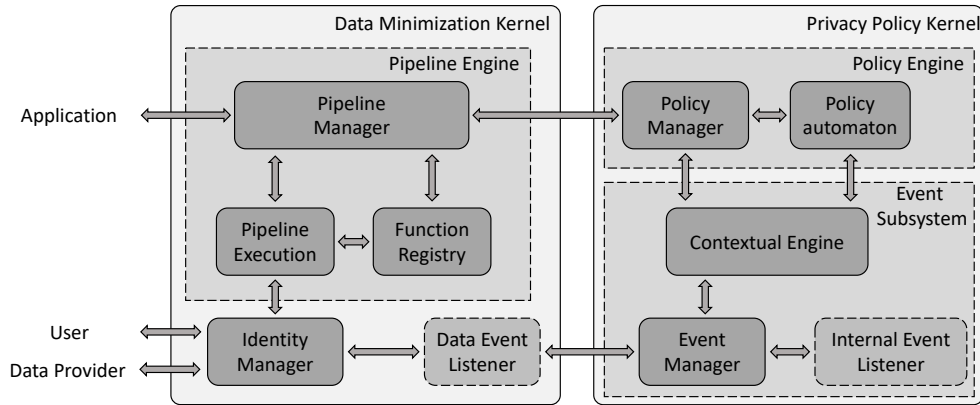 Data Minimization Kernel
Privacy Policy Kernel
Pipeline Engine
Policy Engine
Application
Pipeline
Manager
Policy
Manager
Policy
automaton
Event
Subsystem
Pipeline
Execution
Function
Registry
Contextual Engine
User
Data Provider
Identity
Manager
Data Event
Listener
Event
Manager
Internal Event
Listener